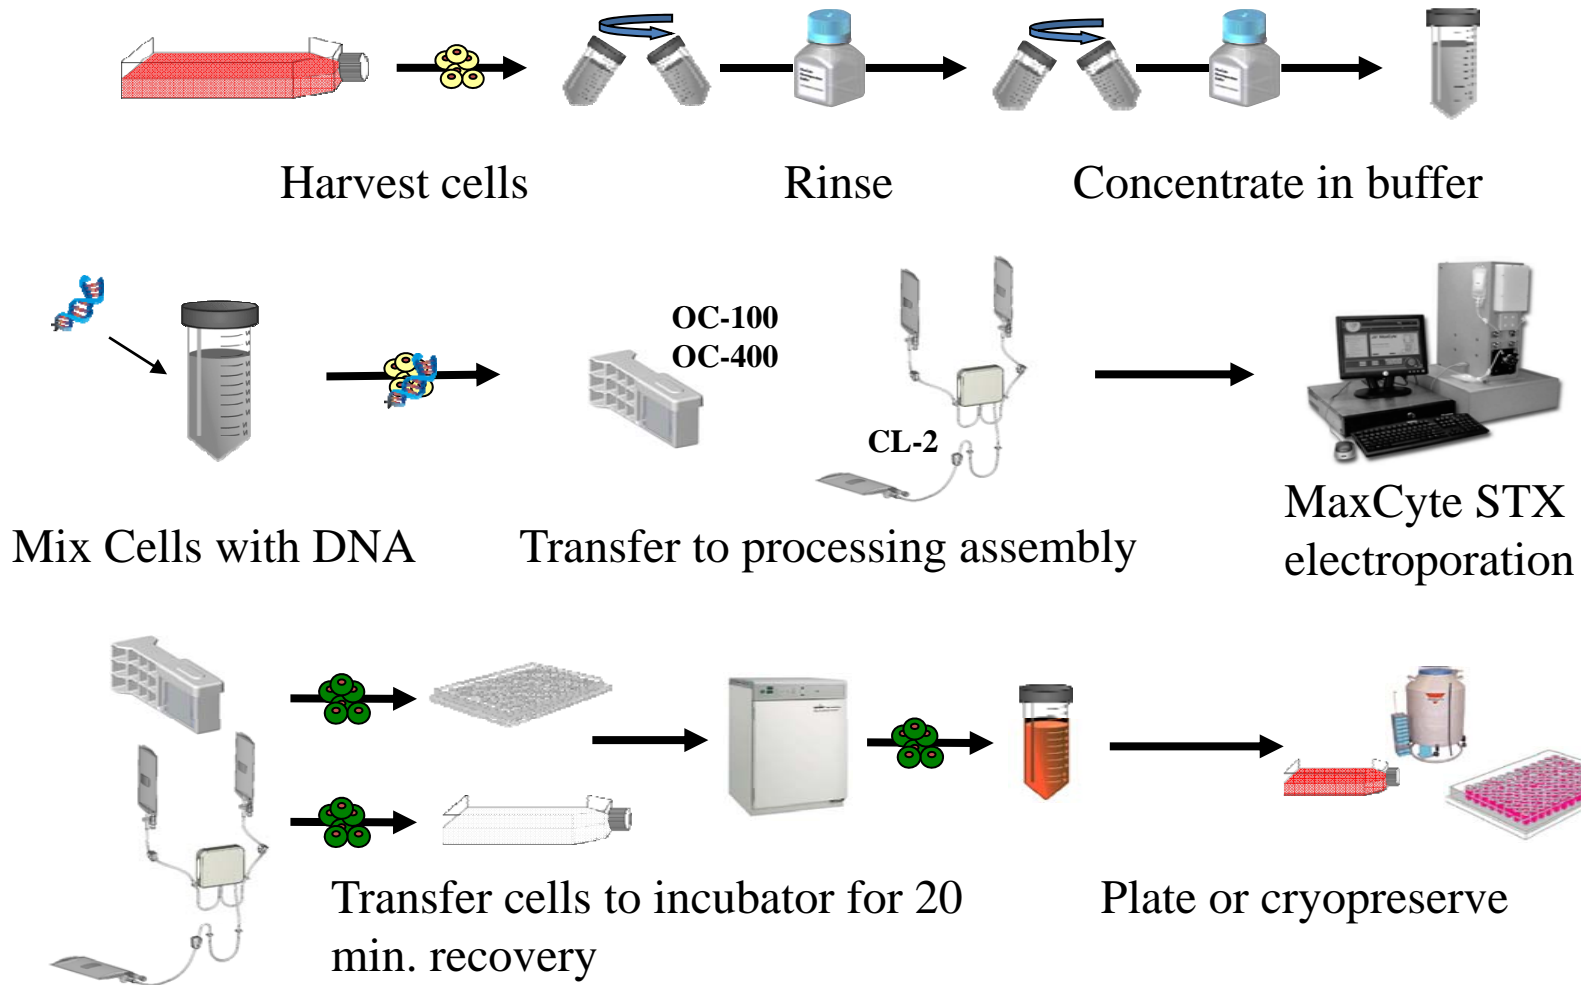 Harvest cells
Rinse
Concentrate in buffer
OC-100
OC-400
CL-2
Mix Cells with DNA
Transfer to processing assembly
MaxCyte STX
electroporation
Transfer cells to incubator for 20
min. recovery
Plate or cryopreserve